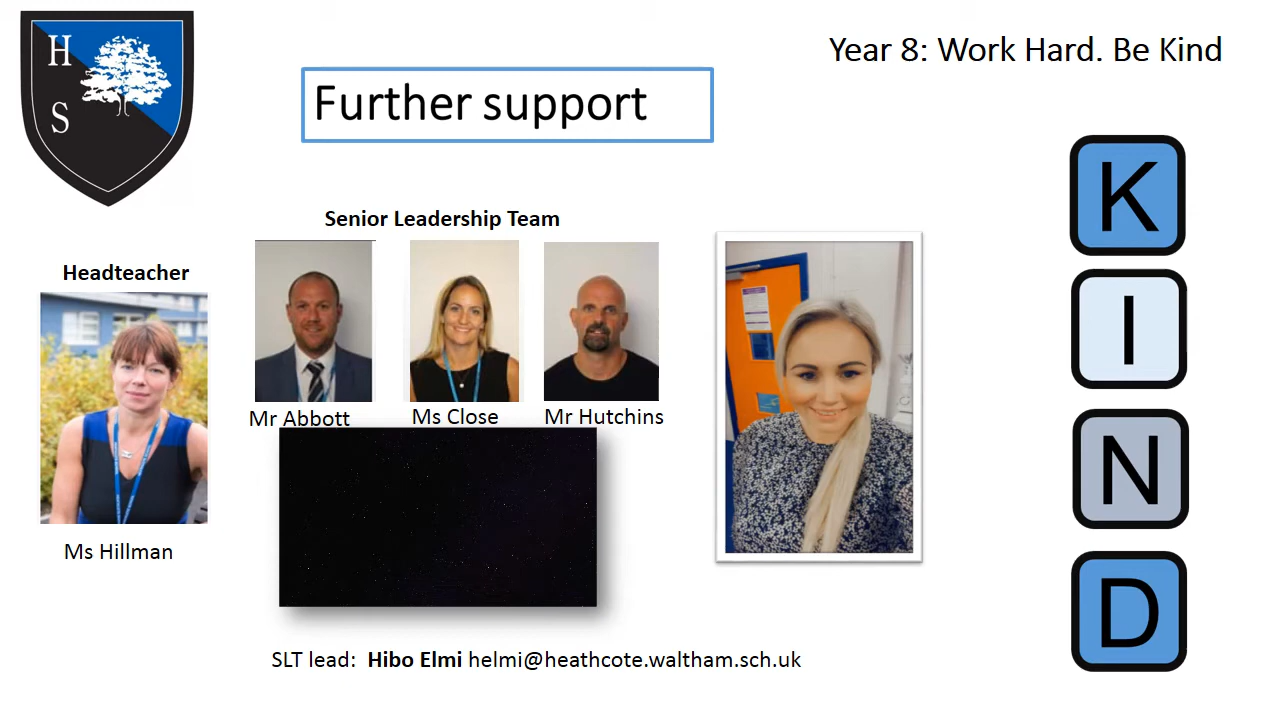 H
S
Year 8: Work Hard. Be Kind
Further support
Senior Leadership Team
Headteacher
Mr Abbott
Ms Close
Mr Hutchins
Ms Hillman
SLT lead: Hibo Elmi helmi@heathcote.waltham.sch.uk
K
I
N
D